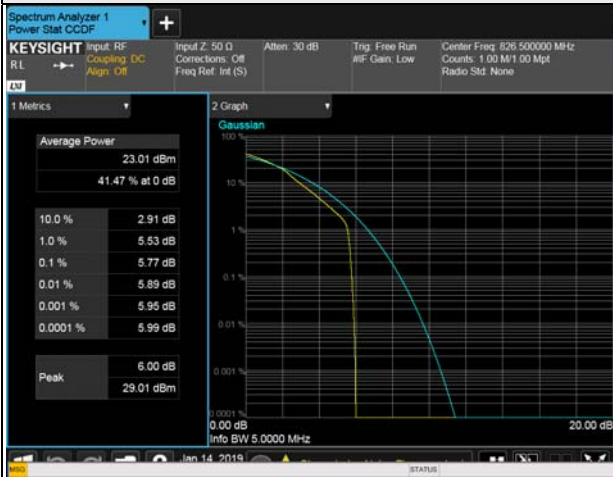 Spectrum Analyzer 1
Power Stat CCDF
KEYSIGHT
RL
LXI
Input: RF
Coupling: DC
Align: Off
Input Z: 50 Ω
Corrections: Off
Freq Ref: Int (S)
Atten: 30 dB
Trig: Free Run
#IF Gain: Low
Center Freq: 826.500000 MHz
Counts: 1.00 M/1.00 Mpt
Radio Std: None
1 Metrics
Average Power
23.01 dBm
41.47 % at 0 dB
10.0 % 2.91 dB
1.0 % 5.53 dB
0.1 % 5.77 dB
0.01 % 5.89 dB
0.001 % 5.95 dB
0.0001 % 5.99 dB
Peak 6.00 dB
29.01 dBm
2 Graph
Gaussian
100 %
10 %
1 %
0.1 %
0.01 %
0.001 %
0.0001 %
0.00 dB 20.00 dB
Info BW 5.0000 MHz
Jan 14, 2019
MSG STATUS